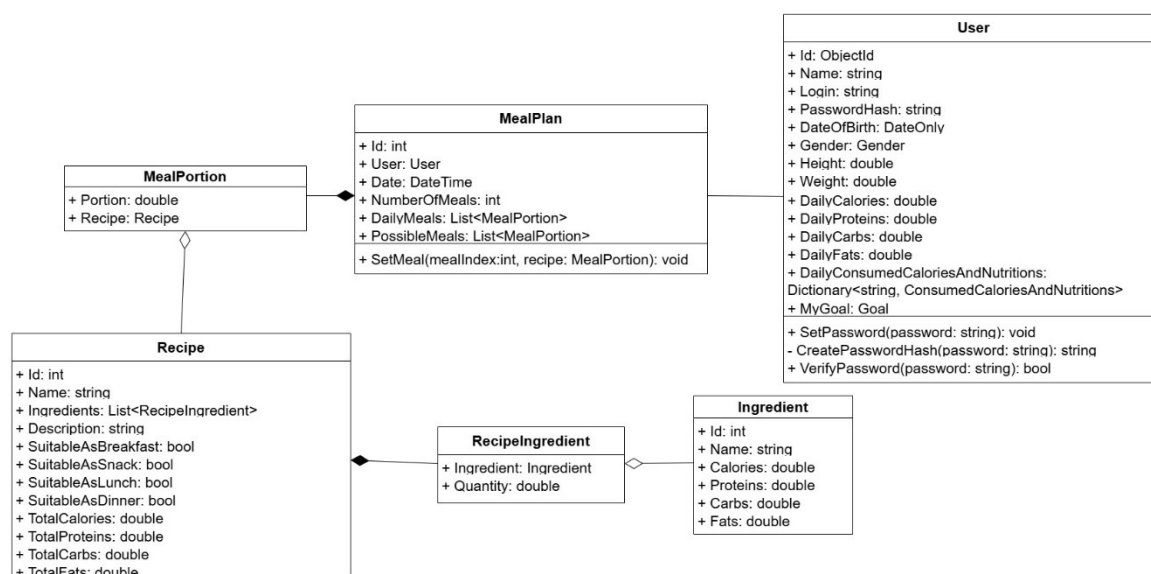 User
+ Id: ObjectId
+ Name: string
+ Login: string
+ PasswordHash: string
+ DateOfBirth: DateOnly
+ Gender: Gender
+ Height: double
+ Weight: double
+ DailyCalories: double
+ DailyProteins: double
+ DailyCarbs: double
+ DailyFats: double
+ DailyConsumedCaloriesAndNutritions:
Dictionary<string, ConsumedCaloriesAndNutritions>
+ MyGoal: Goal
+ SetPassword(password: string): void
- CreatePasswordHash(password: string): string
+ VerifyPassword(password: string): bool
MealPlan
+ Id: int
+ User: User
+ Date: DateTime
+ NumberOfMeals: int
+ DailyMeals: List<MealPortion>
+ PossibleMeals: List<MealPortion>
+ SetMeal(mealIndex:int, recipe: MealPortion): void
MealPortion
+ Portion: double
+ Recipe: Recipe
Recipe
+ Id: int
+ Name: string
+ Ingredients: List<RecipeIngredient>
+ Description: string
+ SuitableAsBreakfast: bool
+ SuitableAsSnack: bool
+ SuitableAsLunch: bool
+ SuitableAsDinner: bool
+ TotalCalories: double
+ TotalProteins: double
+ TotalCarbs: double
+ TotalFats: double
RecipeIngredient
+ Ingredient: Ingredient
+ Quantity: double
Ingredient
+ Id: int
+ Name: string
+ Calories: double
+ Proteins: double
+ Carbs: double
+ Fats: double